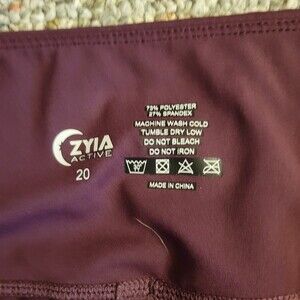 ZYIA
ACTIVE
20
73% POLYESTER
27% SPANDEX
MACHINE WASH COLD
TUMBLE DRY LOW
DO NOT BLEACH
DO NOT IRON
MADE IN CHINA